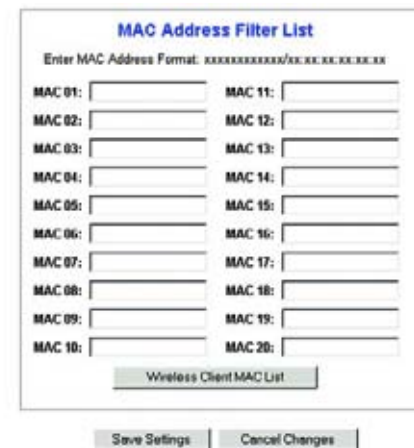 MAC Address Filter List
Enter MAC Address Format: xxxxxxxxxxxx/xx:xx:xx:xx:xx:xx
MAC 01: MAC 11:
MAC 02: MAC 12:
MAC 03: MAC 13:
MAC 04: MAC 14:
MAC 05: MAC 15:
MAC 06: MAC 16:
MAC 07: MAC 17:
MAC 08: MAC 18:
MAC 09: MAC 19:
MAC 10: MAC 20:
Wireless Client MAC List
Save Settings Cancel Changes